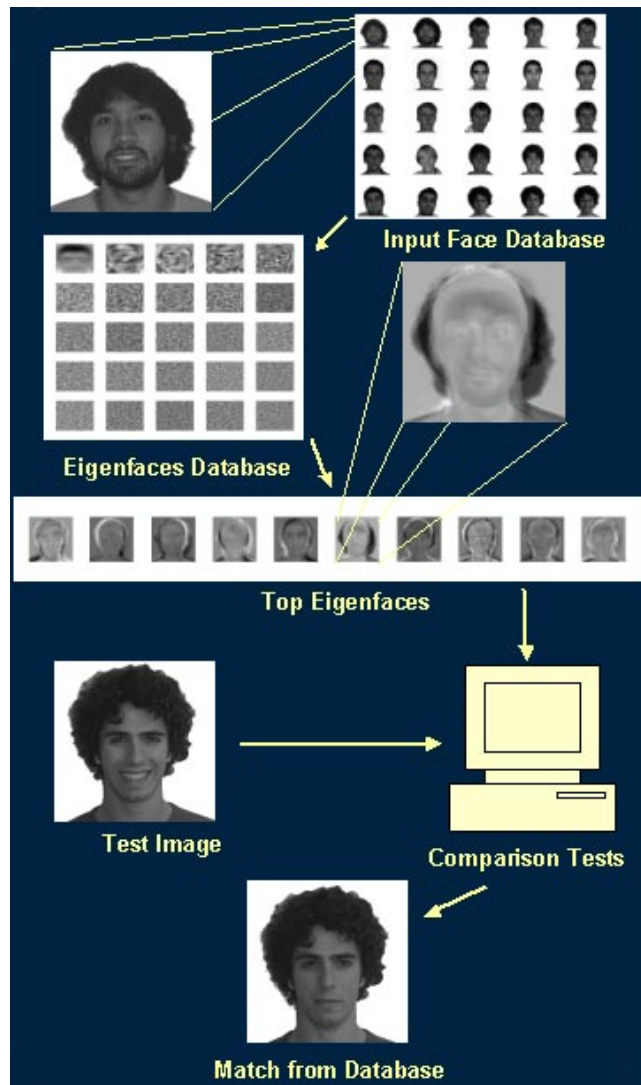 Input Face Database
Eigenfaces Database
Top Eigenfaces
Test Image
Comparison Tests
Match from Database